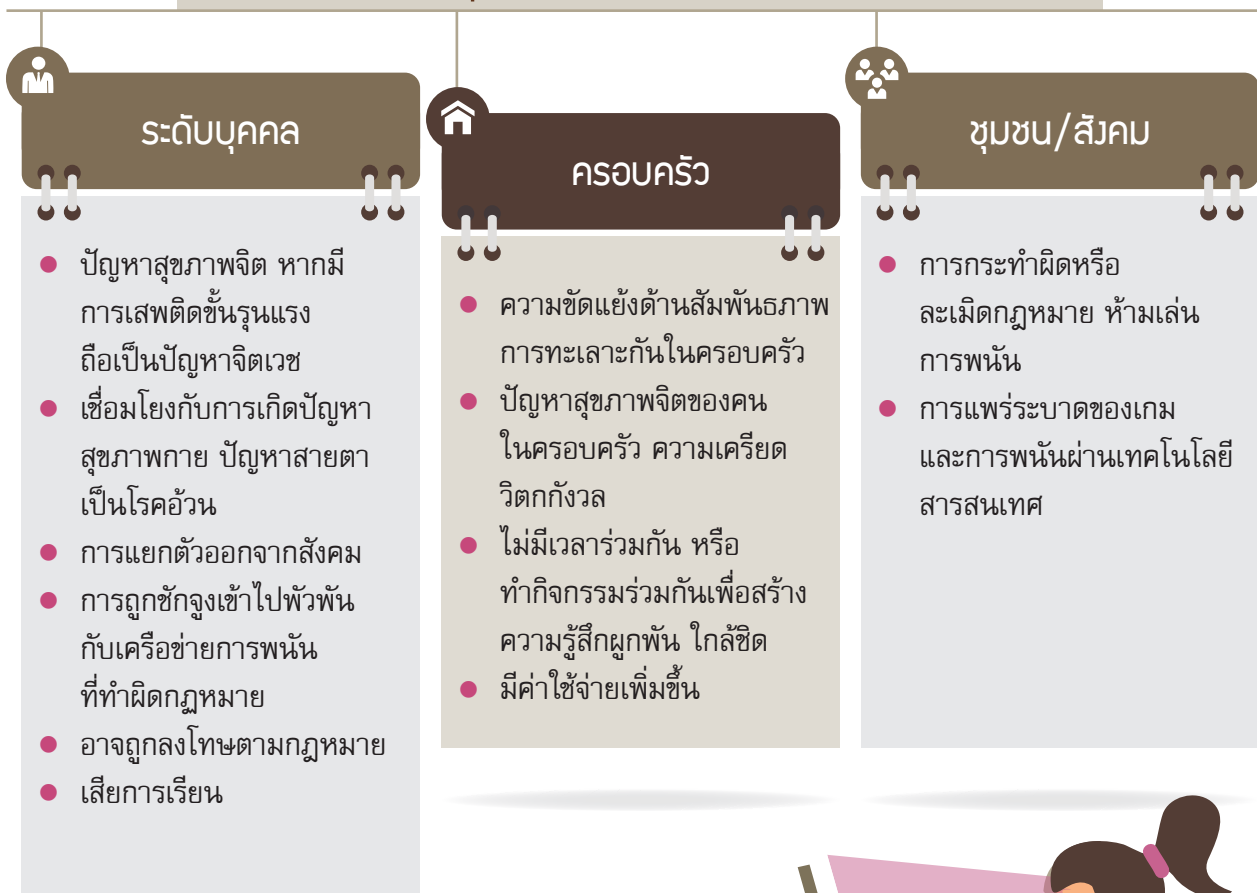 ระดับบุคคล
ปัญหาสุขภาพจิต หากมี
การเสพติดขั้นรุนแรง
ถือเป็นปัญหาจิตเวช
เชื่อมโยงกับการเกิดปัญหา
สุขภาพกาย ปัญหาสายตา
เป็นโรคอ้วน
การแยกตัวออกจากสังคม
การถูกชักจูงเข้าไปพัวพัน
กับเครือข่ายการพนัน
ที่ทำผิดกฎหมาย
อาจถูกลงโทษตามกฎหมาย
เสียการเรียน
ครอบครัว
ความขัดแย้งด้านสัมพันธภาพ
การทะเลาะกันในครอบครัว
ปัญหาสุขภาพจิตของคน
ในครอบครัว ความเครียด
วิตกกังวล
ไม่มีเวลาร่วมกัน หรือ
ทำกิจกรรมร่วมกันเพื่อสร้าง
ความรู้สึกผูกพัน ใกล้ชิด
มีค่าใช้จ่ายเพิ่มขึ้น
ชุมชน/สังคม
การกระทำผิดหรือ
ละเมิดกฎหมาย ห้ามเล่น
การพนัน
การแพร่ระบาดของเกม
และการพนันผ่านเทคโนโลยี
สารสนเทศ